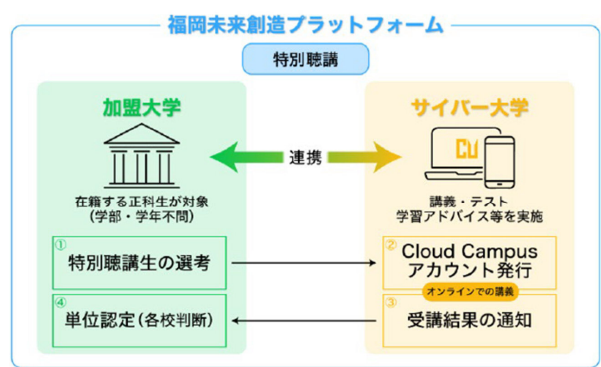 福岡未来創造プラットフォーム
特別聴講
加盟大学
在籍する正科生が対象
(学部・学年不問)
連携
サイバー大学
CU
講義・テスト
学習アドバイス等を実施
①
特別聴講生の選考
②
Cloud Campus
アカウント発行
オンラインでの講義
③
受講結果の通知
④
単位認定(各校判断)